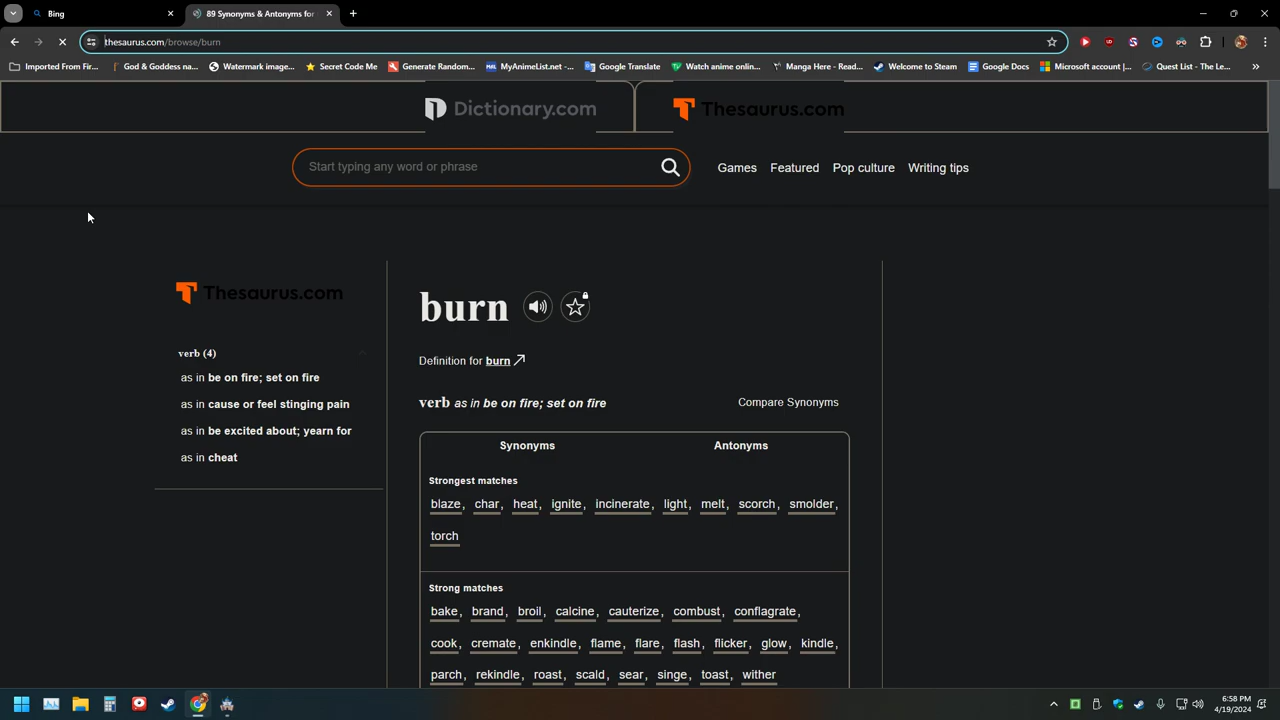 Bing
89 Synonyms & Antonyms for
thesaurus.com/browse/burn
Imported From Fir...
God & Goddess na...
Watermark image...
Secret Code Me
Generate Random...
MyAnimeList.net -...
Google Translate
Watch anime onlin...
Manga Here - Read...
Welcome to Steam
Google Docs
Microsoft account |...
Quest List - The Le...
Dictionary.com
Thesaurus.com
Start typing any word or phrase
Games
Featured
Pop culture
Writing tips
Thesaurus.com
verb (4)
as in be on fire; set on fire
as in cause or feel stinging pain
as in be excited about; yearn for
as in cheat
burn
Definition for burn
verb as in be on fire; set on fire
Compare Synonyms
Synonyms
Antonyms
Strongest matches
blaze, char, heat, ignite, incinerate, light, melt, scorch, smolder,
torch
Strong matches
bake, brand, broil, calcine, cauterize, combust, conflagrate,
cook, cremate, enkindle, flame, flare, flash, flicker, glow, kindle,
parch, rekindle, roast, scald, sear, singe, toast, wither
6:58 PM
4/19/2024